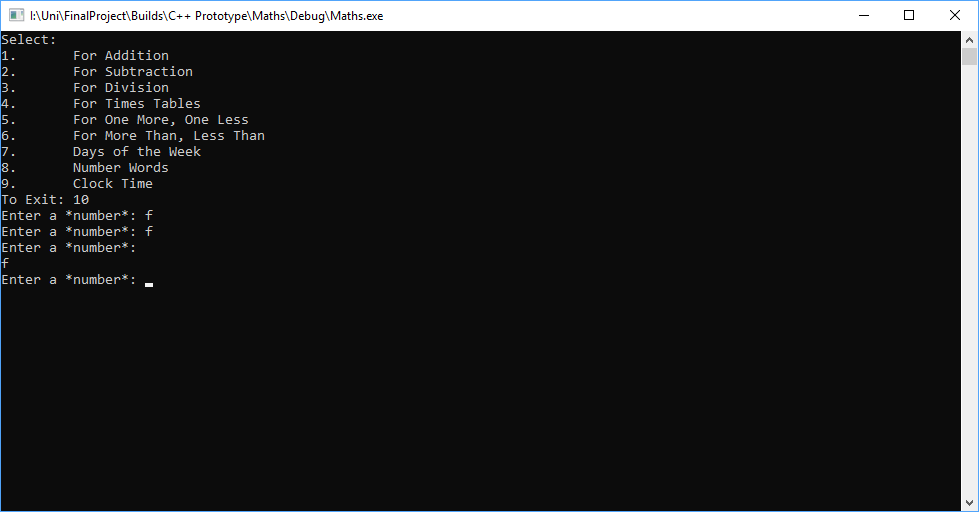 I:\Uni\FinalProject\Builds\C++ Prototype\Maths\Debug\Maths.exe
Select:
1.       For Addition
2.       For Subtraction
3.       For Division
4.       For Times Tables
5.       For One More, One Less
6.       For More Than, Less Than
7.       Days of the Week
8.       Number Words
9.       Clock Time
To Exit: 10
Enter a *number*: f
Enter a *number*: f
Enter a *number*:
f
Enter a *number*: